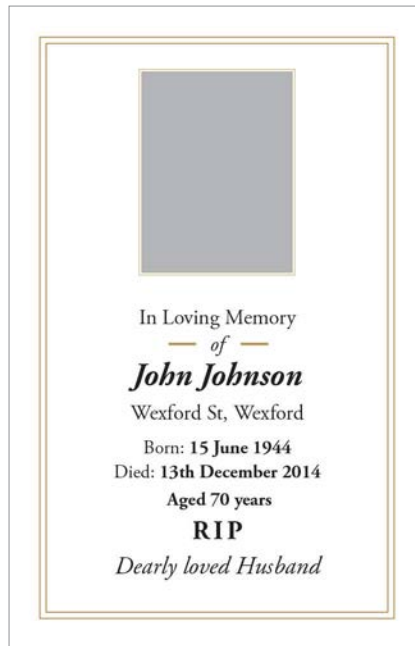 In Loving Memory
of
John Johnson
Wexford St, Wexford
Born: 15 June 1944
Died: 13th December 2014
Aged 70 years
RIP
Dearly loved Husband